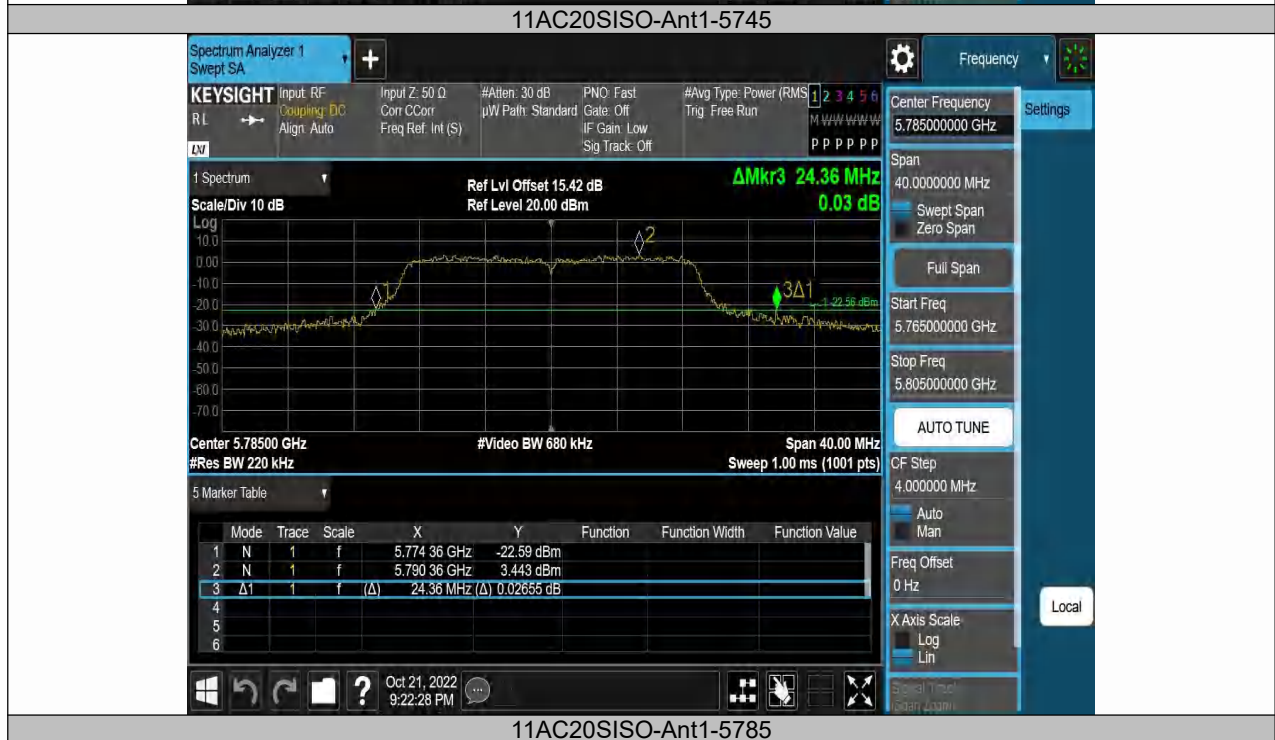 11AC20SISO-Ant1-5745
Spectrum Analyzer 1
Swept SA
+
Frequency
KEYSIGHT
RL
LXI
Input: RF
Coupling: DC
Align: Auto
Input Z: 50 Ω
Corr CCorr
Freq Ref: Int (S)
#Atten: 30 dB
µW Path: Standard
PNO: Fast
Gate: Off
IF Gain: Low
Sig Track: Off
#Avg Type: Power (RMS
Trig: Free Run
1 2 3 4 5 6
M W W W W W
P P P P P P
Center Frequency
5.785000000 GHz
Settings
1 Spectrum
Scale/Div 10 dB
Ref Lvl Offset 15.42 dB
Ref Level 20.00 dBm
ΔMkr3 24.36 MHz
0.03 dB
Span
40.0000000 MHz
Swept Span
Zero Span
Full Span
Start Freq
5.765000000 GHz
Stop Freq
5.805000000 GHz
AUTO TUNE
CF Step
4.000000 MHz
Auto
Man
Freq Offset
0 Hz
X Axis Scale
Log
Lin
Local
Log
10.0
0.00
-10.0
-20.0
-30.0
-40.0
-50.0
-60.0
-70.0
1
2
3Δ1
-22.56 dBm
Center 5.78500 GHz
#Res BW 220 kHz
#Video BW 680 kHz
Span 40.00 MHz
Sweep 1.00 ms (1001 pts)
5 Marker Table
Mode Trace Scale X Y Function Function Width Function Value
1 N 1 f 5.774 36 GHz -22.59 dBm
2 N 1 f 5.790 36 GHz 3.443 dBm
3 Δ1 1 f (Δ) 24.36 MHz (Δ) 0.02655 dB
4
5
6
?
Oct 21, 2022
9:22:28 PM
11AC20SISO-Ant1-5785